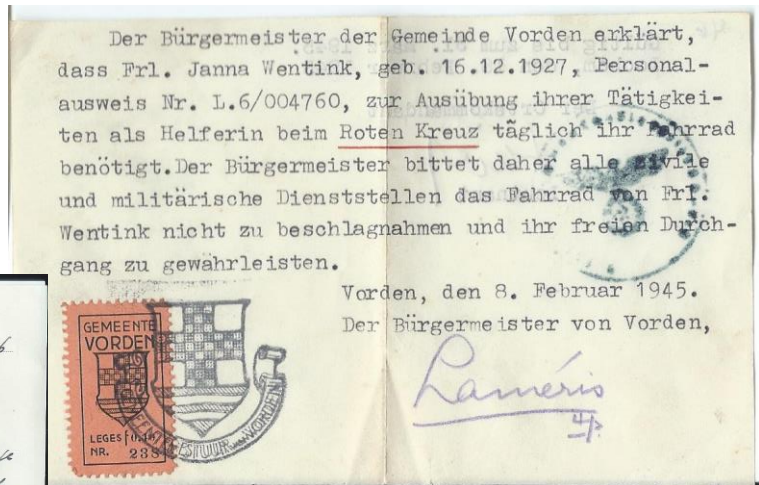 Der Bürgermeister der Gemeinde Vorden erklärt,
dass Frl. Janna Wentink, geb. 16.12.1927, Personal-
ausweis Nr. L.6/004760, zur Ausübung ihrer Tätigkei-
ten als Helferin beim Roten Kreuz täglich ihr Fahrrad
benötigt.Der Bürgermeister bittet daher alle zivile
und militärische Dienststellen das Fahrrad von Frl.
Wentink nicht zu beschlagnahmen und ihr freien Durch-
gang zu gewährleisten.
Vorden, den 8. Februar 1945.
Der Bürgermeister von Vorden,
Laméris
GEMEENTE
VORDEN
LEGES
NR. 238
GEMEENTEBESTUUR VORDEN